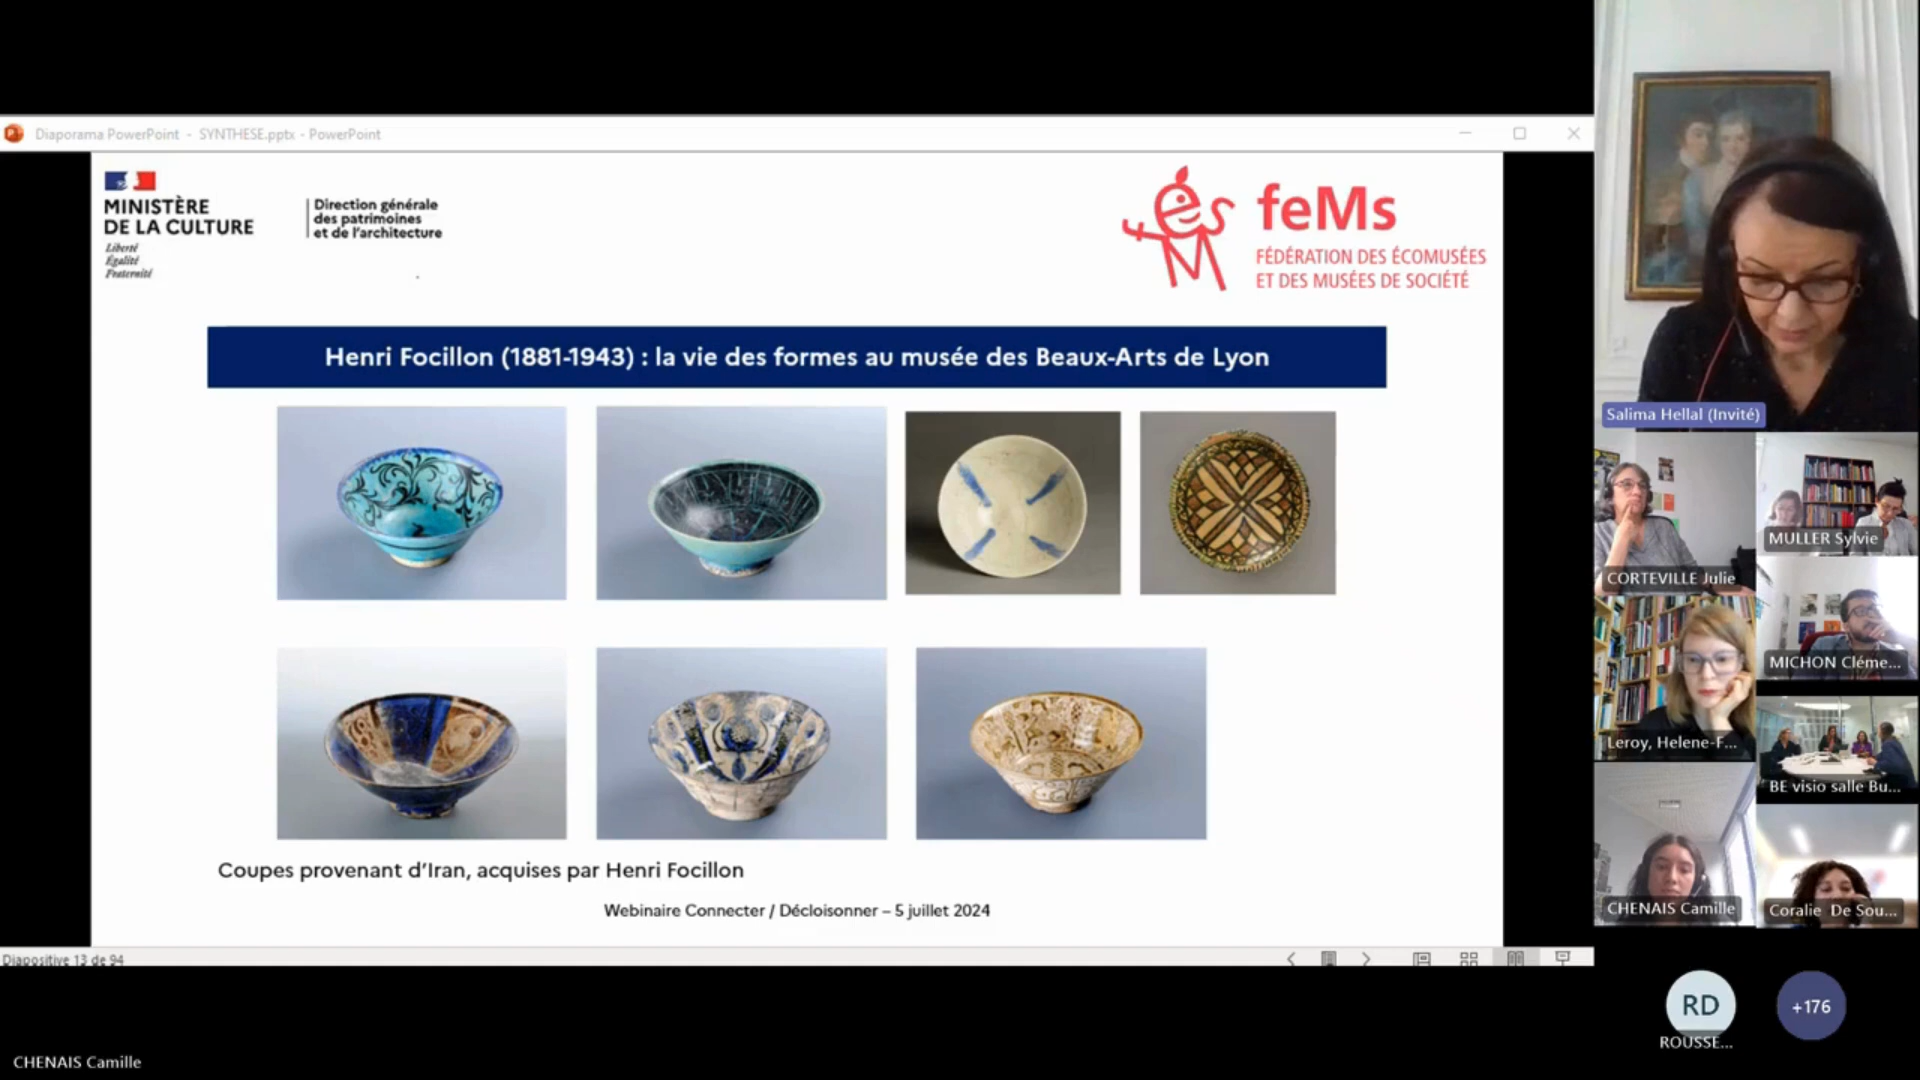 Diaporama PowerPoint - SYNTHESE.pptx - PowerPoint
MINISTÈRE
DE LA CULTURE
Liberté
Égalité
Fraternité
Direction générale
des patrimoines
et de l'architecture
feMs
FÉDÉRATION DES ÉCOMUSÉES
ET DES MUSÉES DE SOCIÉTÉ
Henri Focillon (1881-1943) : la vie des formes au musée des Beaux-Arts de Lyon
Coupes provenant d'Iran, acquises par Henri Focillon
Webinaire Connecter / Décloisonner – 5 juillet 2024
Diapositive 13 de 94
Salima Hellal (Invité)
CORTEVILLE Julie
MULLER Sylvie
MICHON Cléme...
Leroy, Helene-F...
BE visio salle Bu...
CHENAIS Camille
Coralie De Sou...
RD
ROUSSE...
+176
CHENAIS Camille